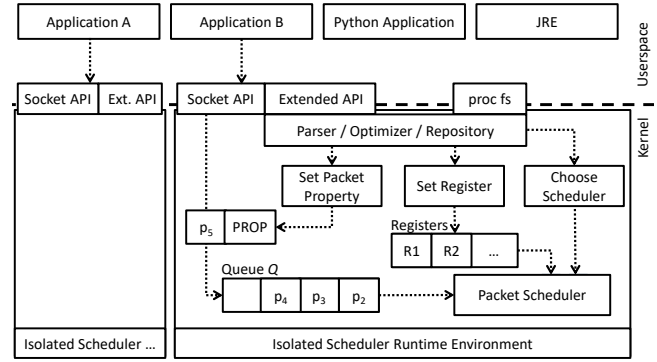 Application A
Application B
Python Application
JRE
Userspace
Socket API
Ext. API
Socket API
Extended API
proc fs
Kernel
Parser / Optimizer / Repository
Set Packet
Property
Set Register
Choose
Scheduler
p5
PROP
Registers
R1
R2
...
Queue Q
p4
p3
p2
Packet Scheduler
Isolated Scheduler ...
Isolated Scheduler Runtime Environment